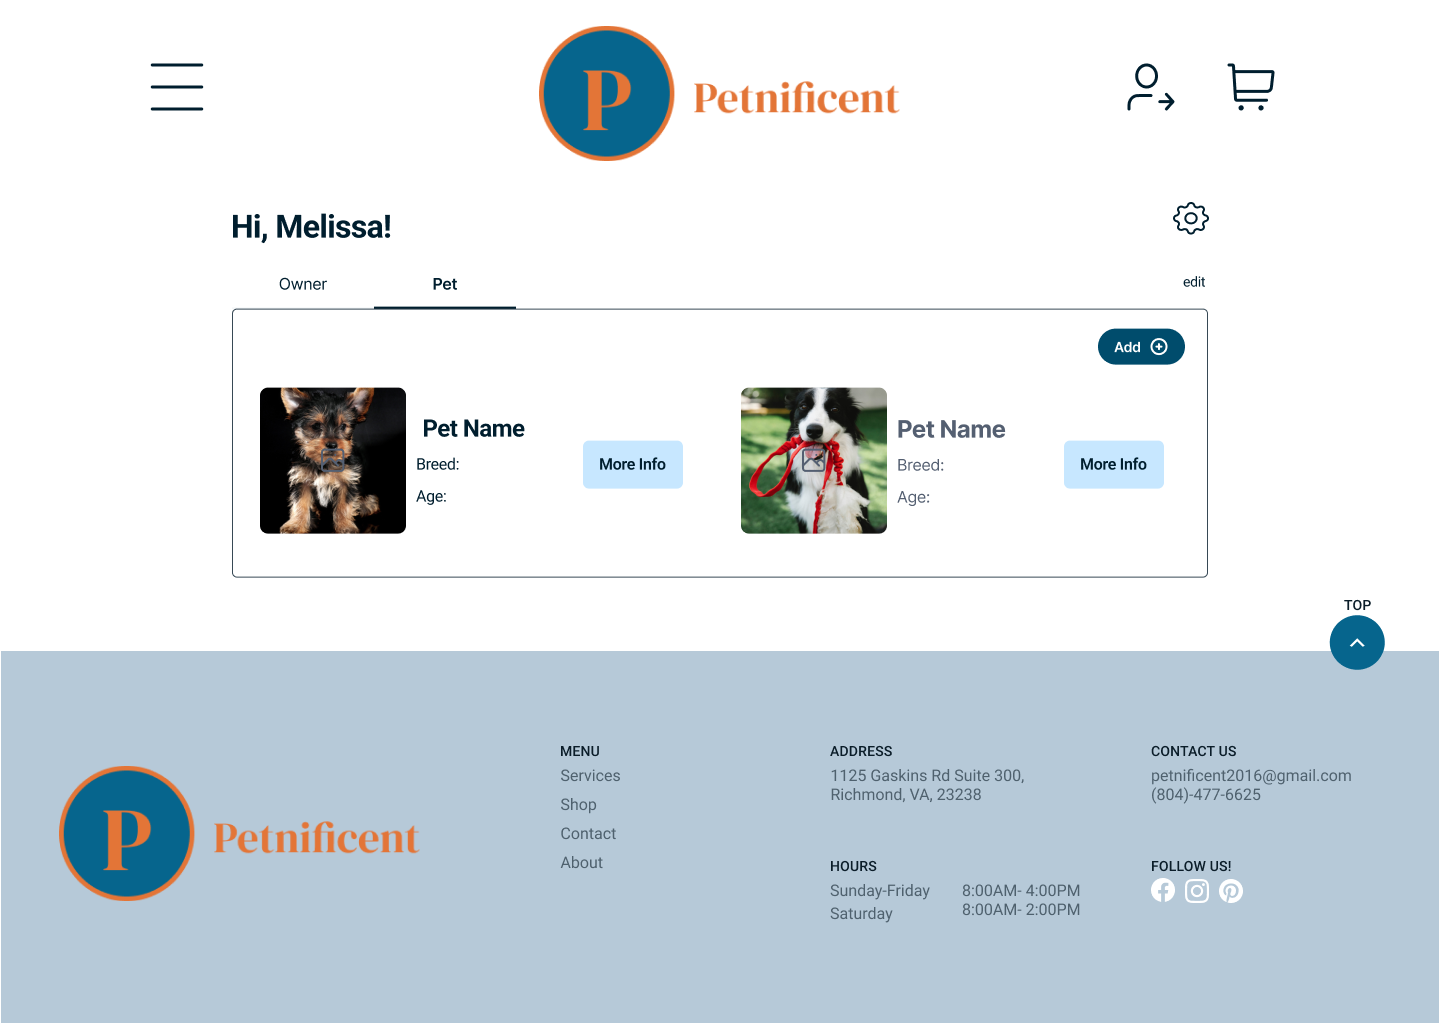 P
Petnificent
Hi, Melissa!
Owner
Pet
edit
Add
Pet Name
Breed:
Age:
More Info
Pet Name
Breed:
Age:
More Info
TOP
P
Petnificent
MENU
Services
Shop
Contact
About
ADDRESS
1125 Gaskins Rd Suite 300,
Richmond, VA, 23238
HOURS
Sunday-Friday 8:00AM- 4:00PM
Saturday 8:00AM- 2:00PM
CONTACT US
petnificent2016@gmail.com
(804)-477-6625
FOLLOW US!